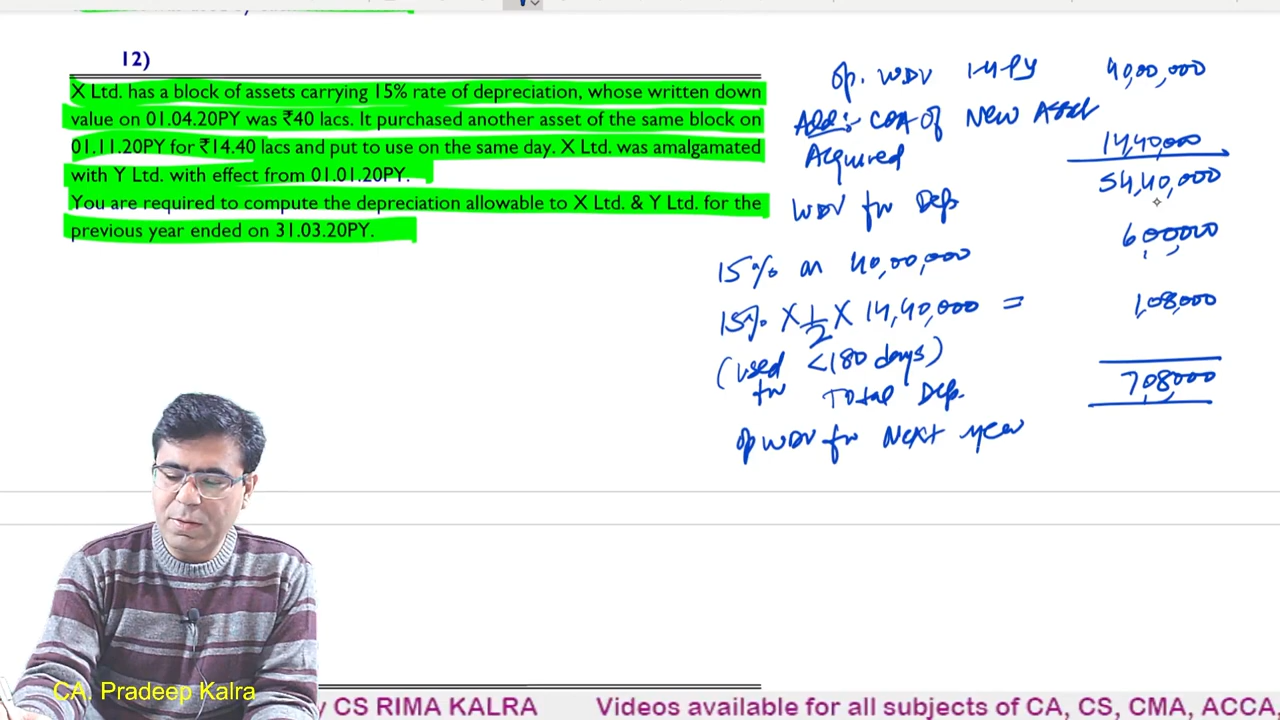 12)
X Ltd. has a block of assets carrying 15% rate of depreciation, whose written down
value on 01.04.20PY was ₹40 lacs. It purchased another asset of the same block on
01.11.20PY for ₹14.40 lacs and put to use on the same day. X Ltd. was amalgamated
with Y Ltd. with effect from 01.01.20PY.
You are required to compute the depreciation allowable to X Ltd. & Y Ltd. for the
previous year ended on 31.03.20PY.
Op. WDV 1-4-PY 40,00,000
Add:- Cost of New Asset
Acquired 14,40,000
54,40,000
WDV for Dep.
15% on 40,00,000 6,00,000
15% X 1/2 X 14,40,000 = 1,08,000
(used <180 days)
for Total Dep. 7,08,000
Op WDV for Next year
CA. Pradeep Kalra
y CS RIMA KALRA Videos available for all subjects of CA, CS, CMA, ACCA,